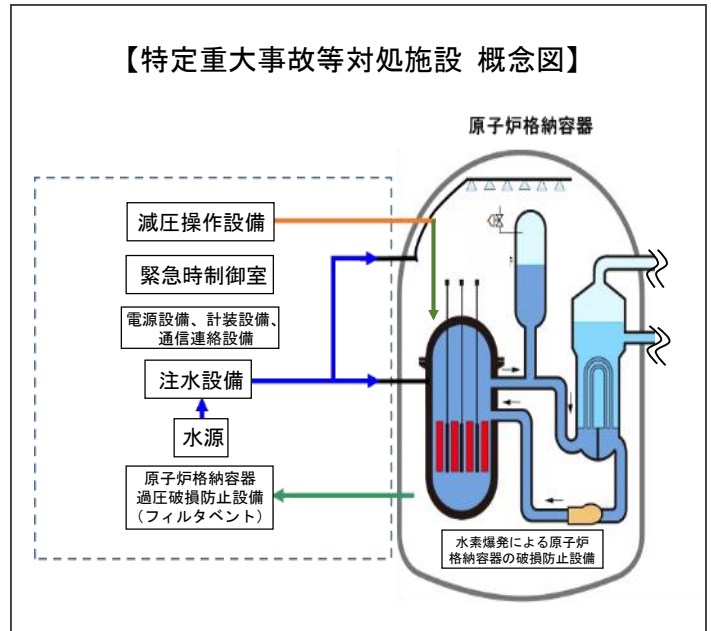 【特定重大事故等対処施設 概念図】
原子炉格納容器
減圧操作設備
緊急時制御室
電源設備、計装設備、
通信連絡設備
注水設備
水源
原子炉格納容器
過圧破損防止設備
（フィルタベント）
水素爆発による原子炉
格納容器の破損防止設備